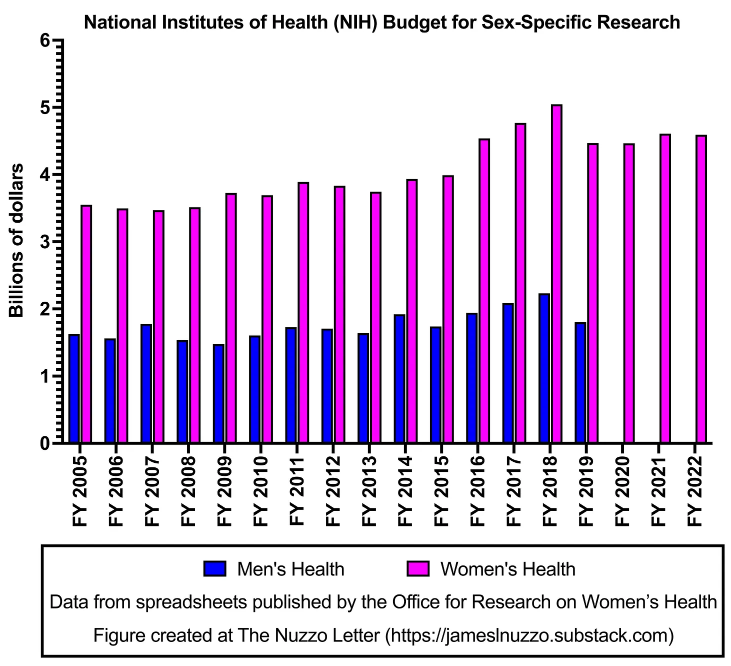 National Institutes of Health (NIH) Budget for Sex-Specific Research
Billions of dollars
6
5
4
3
2
1
0
FY 2005
FY 2006
FY 2007
FY 2008
FY 2009
FY 2010
FY 2011
FY 2012
FY 2013
FY 2014
FY 2015
FY 2016
FY 2017
FY 2018
FY 2019
FY 2020
FY 2021
FY 2022
Men's Health
Women's Health
Data from spreadsheets published by the Office for Research on Women’s Health
Figure created at The Nuzzo Letter (https://jameslnuzzo.substack.com)